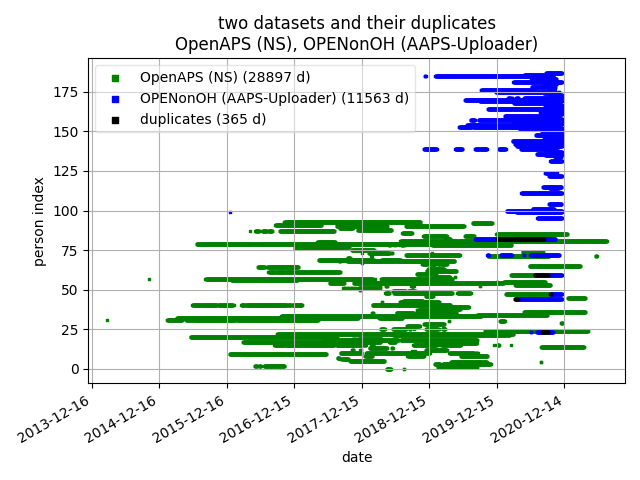 two datasets and their duplicates
OpenAPS (NS), OPENonOH (AAPS-Uploader)
OpenAPS (NS) (28897 d)
OPENonOH (AAPS-Uploader) (11563 d)
duplicates (365 d)
175
150
125
100
75
50
25
0
person index
2013-12-16
2014-12-16
2015-12-16
2016-12-15
2017-12-15
2018-12-15
2019-12-15
2020-12-14
date